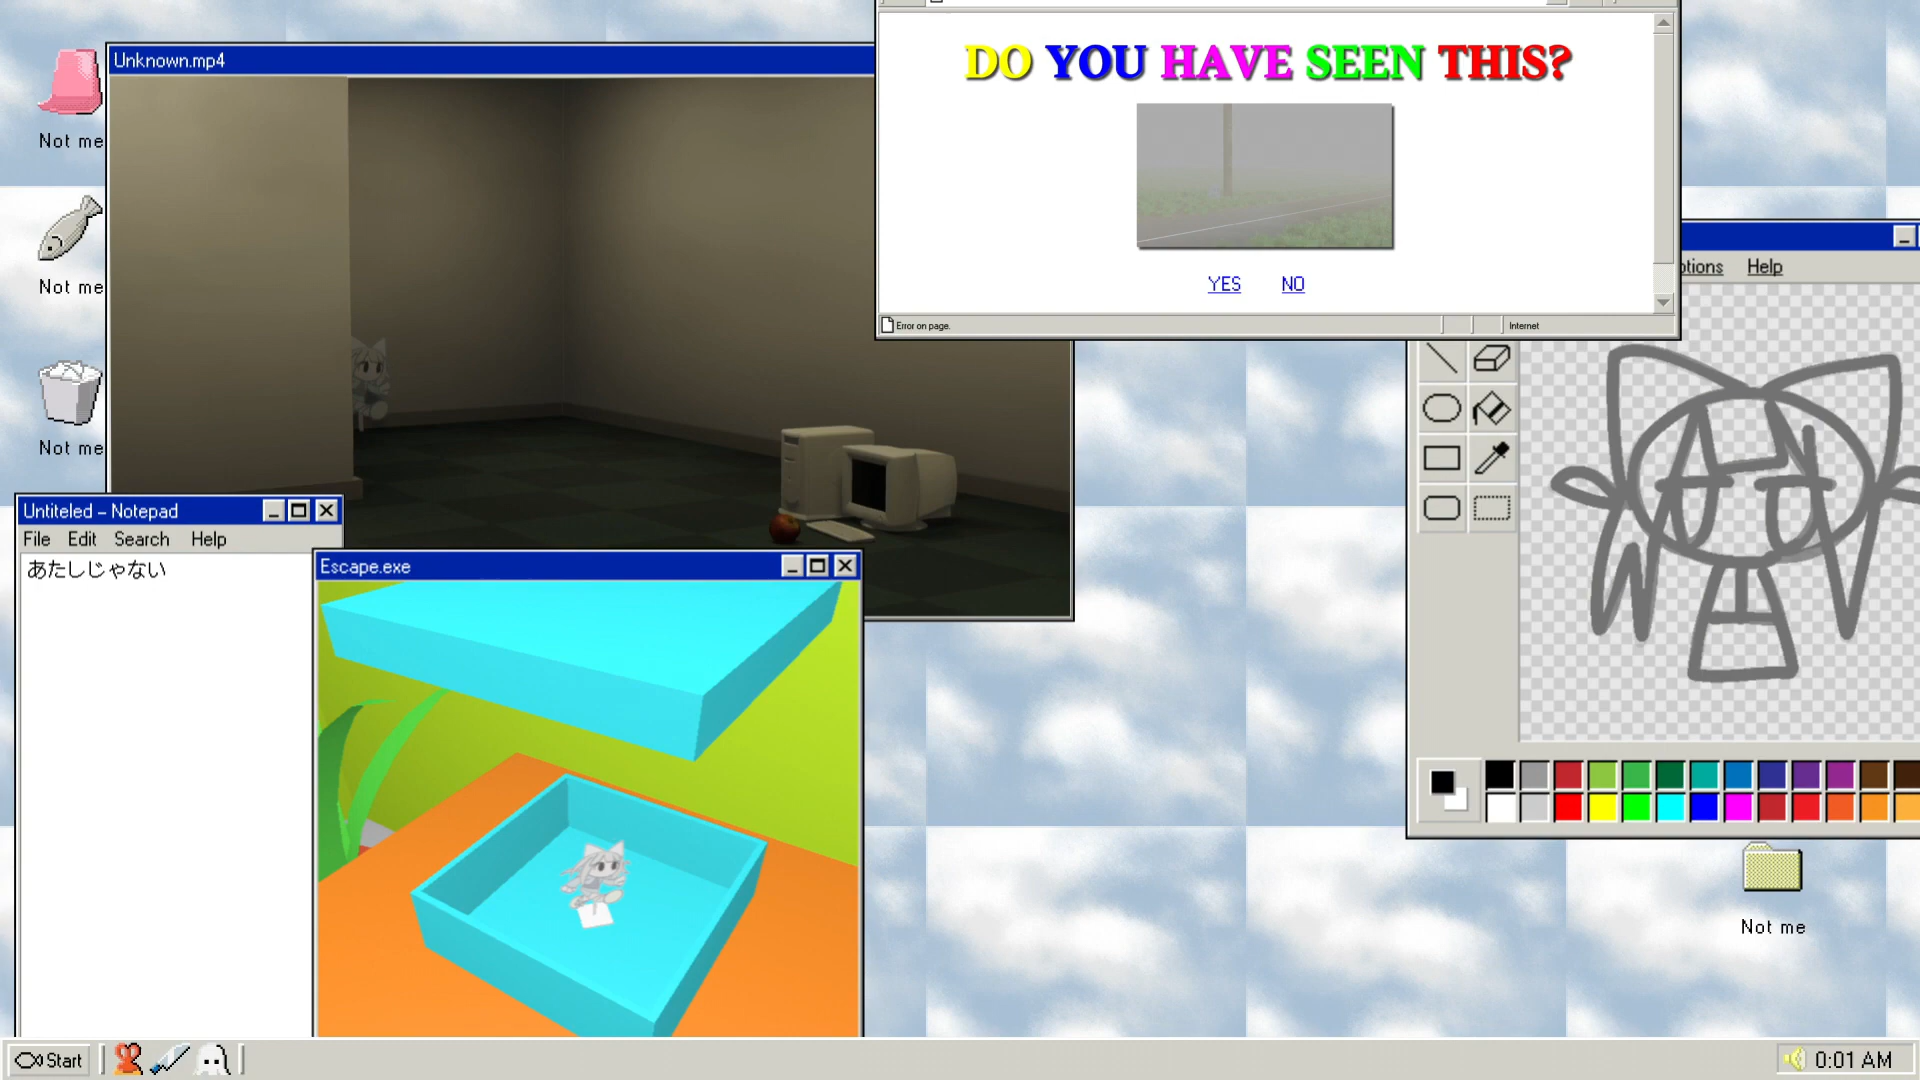 Unknown.mp4
DO YOU HAVE SEEN THIS?
YES NO
Error on page.
Internet
Not me
Not me
Not me
Help
Untiteled – Notepad
File Edit Search Help
あたしじゃない
Escape.exe
Not me
Start
0:01 AM